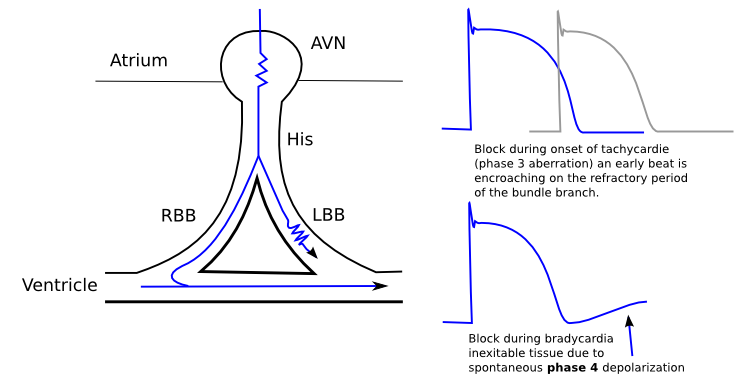 AVN
Atrium
His
RBB
LBB
Ventricle
Block during onset of tachycardie
(phase 3 aberration) an early beat is
encroaching on the refractory period
of the bundle branch.
Block during bradycardia
inexitable tissue due to
spontaneous phase 4 depolarization